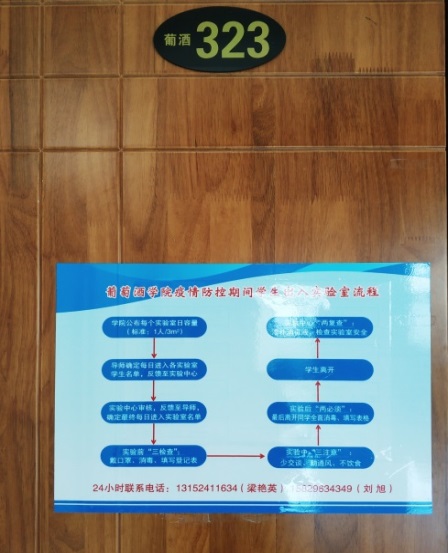 葡酒 323
葡萄酒学院疫情防控期间学生出入实验室流程
学院公布每个实验室日容量
（标准：1人/3m²）
导师确定每日进入各实验室
学生名单，反馈至实验中心
实验中心审核，反馈至导师，
确定最终每日进入实验室名单
实验前“三检查”：
戴口罩、消毒、填写登记表
实验中“三注意”：
少交谈、勤通风、不饮食
实验后“两必须”：
最后离开同学全面消毒、填写表格
学生离开
“两复查”：
检查实验室安全
24小时联系电话：13152411634（梁艳英） 829634349（刘 旭）